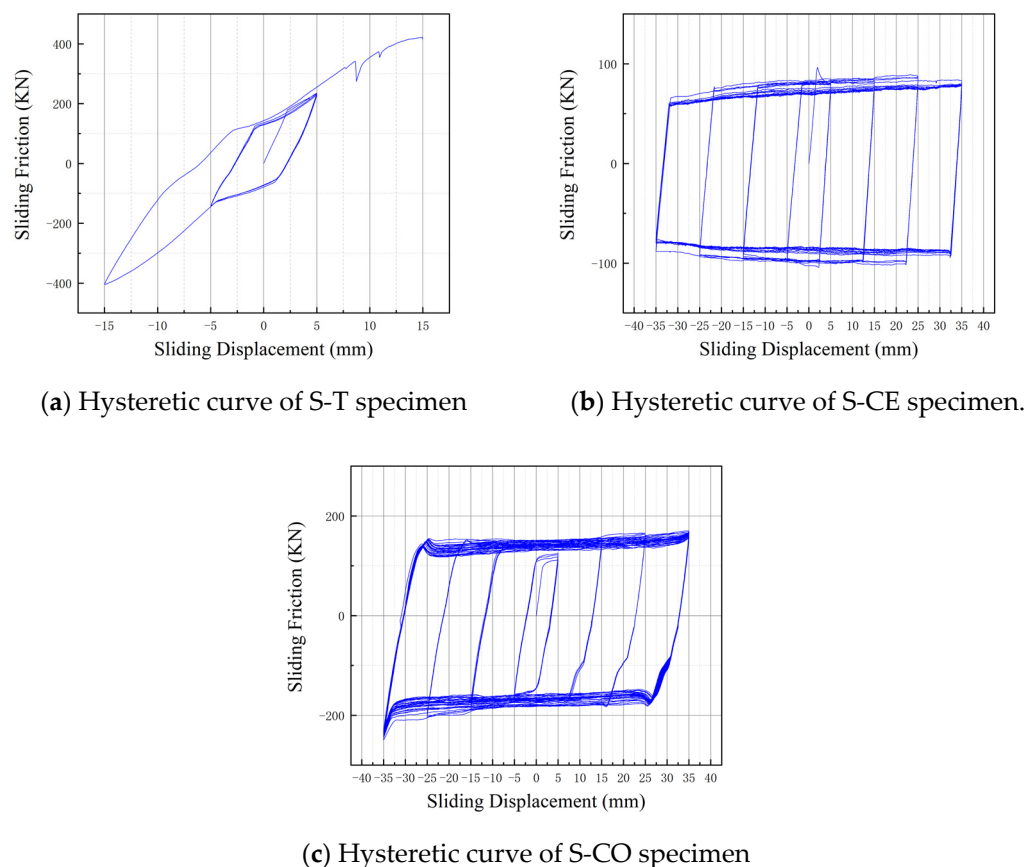 400
200
0
−200
−400
Sliding Friction (KN)
−15 −10 −5 0 5 10 15
Sliding Displacement (mm)
(a) Hysteretic curve of S-T specimen
100
0
−100
Sliding Friction (KN)
−40 −35 −30 −25 −20 −15 −10 −5 0 5 10 15 20 25 30 35 40
Sliding Displacement (mm)
(b) Hysteretic curve of S-CE specimen.
200
0
−200
Sliding Friction (KN)
−40 −35 −30 −25 −20 −15 −10 −5 0 5 10 15 20 25 30 35 40
Sliding Displacement (mm)
(c) Hysteretic curve of S-CO specimen